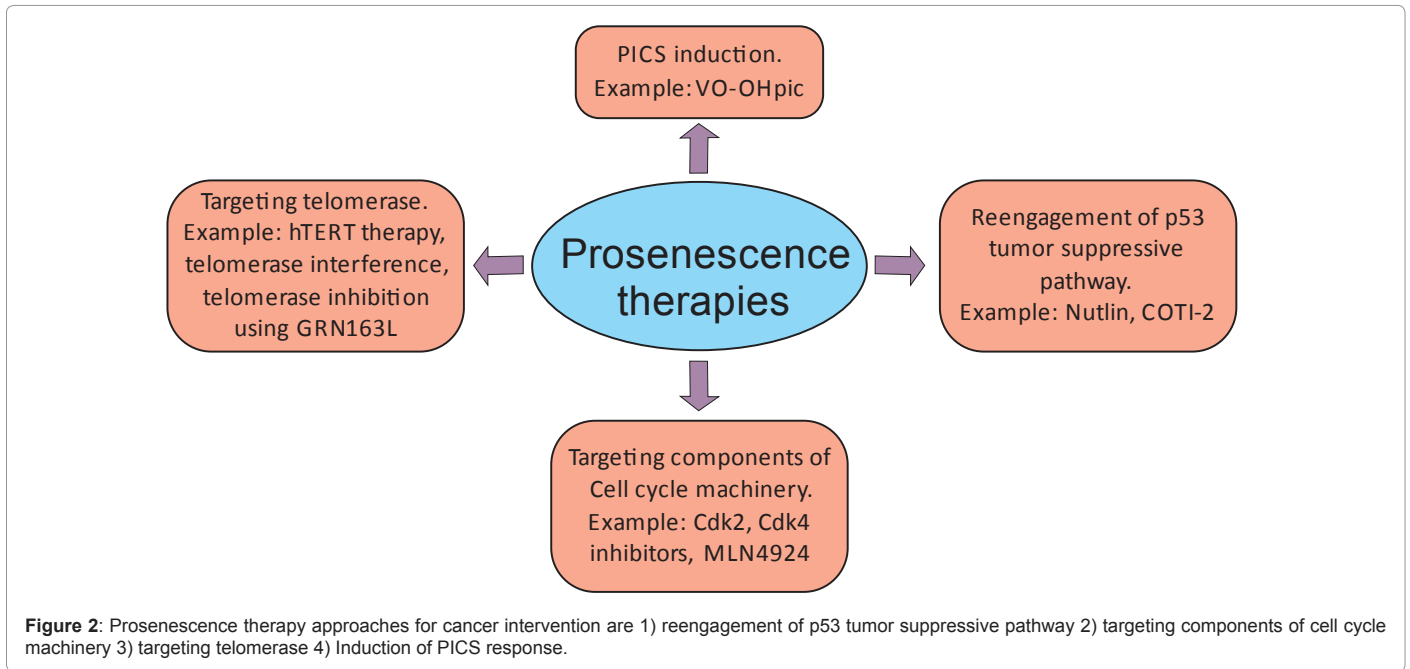 PICS induction.
Example: VO-OHpic
Targeting telomerase.
Example: hTERT therapy,
telomerase interference,
telomerase inhibition
using GRN163L
Prosenescence
therapies
Reengagement of p53
tumor suppressive
pathway.
Example: Nutlin, COTI-2
Targeting components of
Cell cycle machinery.
Example: Cdk2, Cdk4
inhibitors, MLN4924
Figure 2: Prosenescence therapy approaches for cancer intervention are 1) reengagement of p53 tumor suppressive pathway 2) targeting components of cell cycle
machinery 3) targeting telomerase 4) Induction of PICS response.